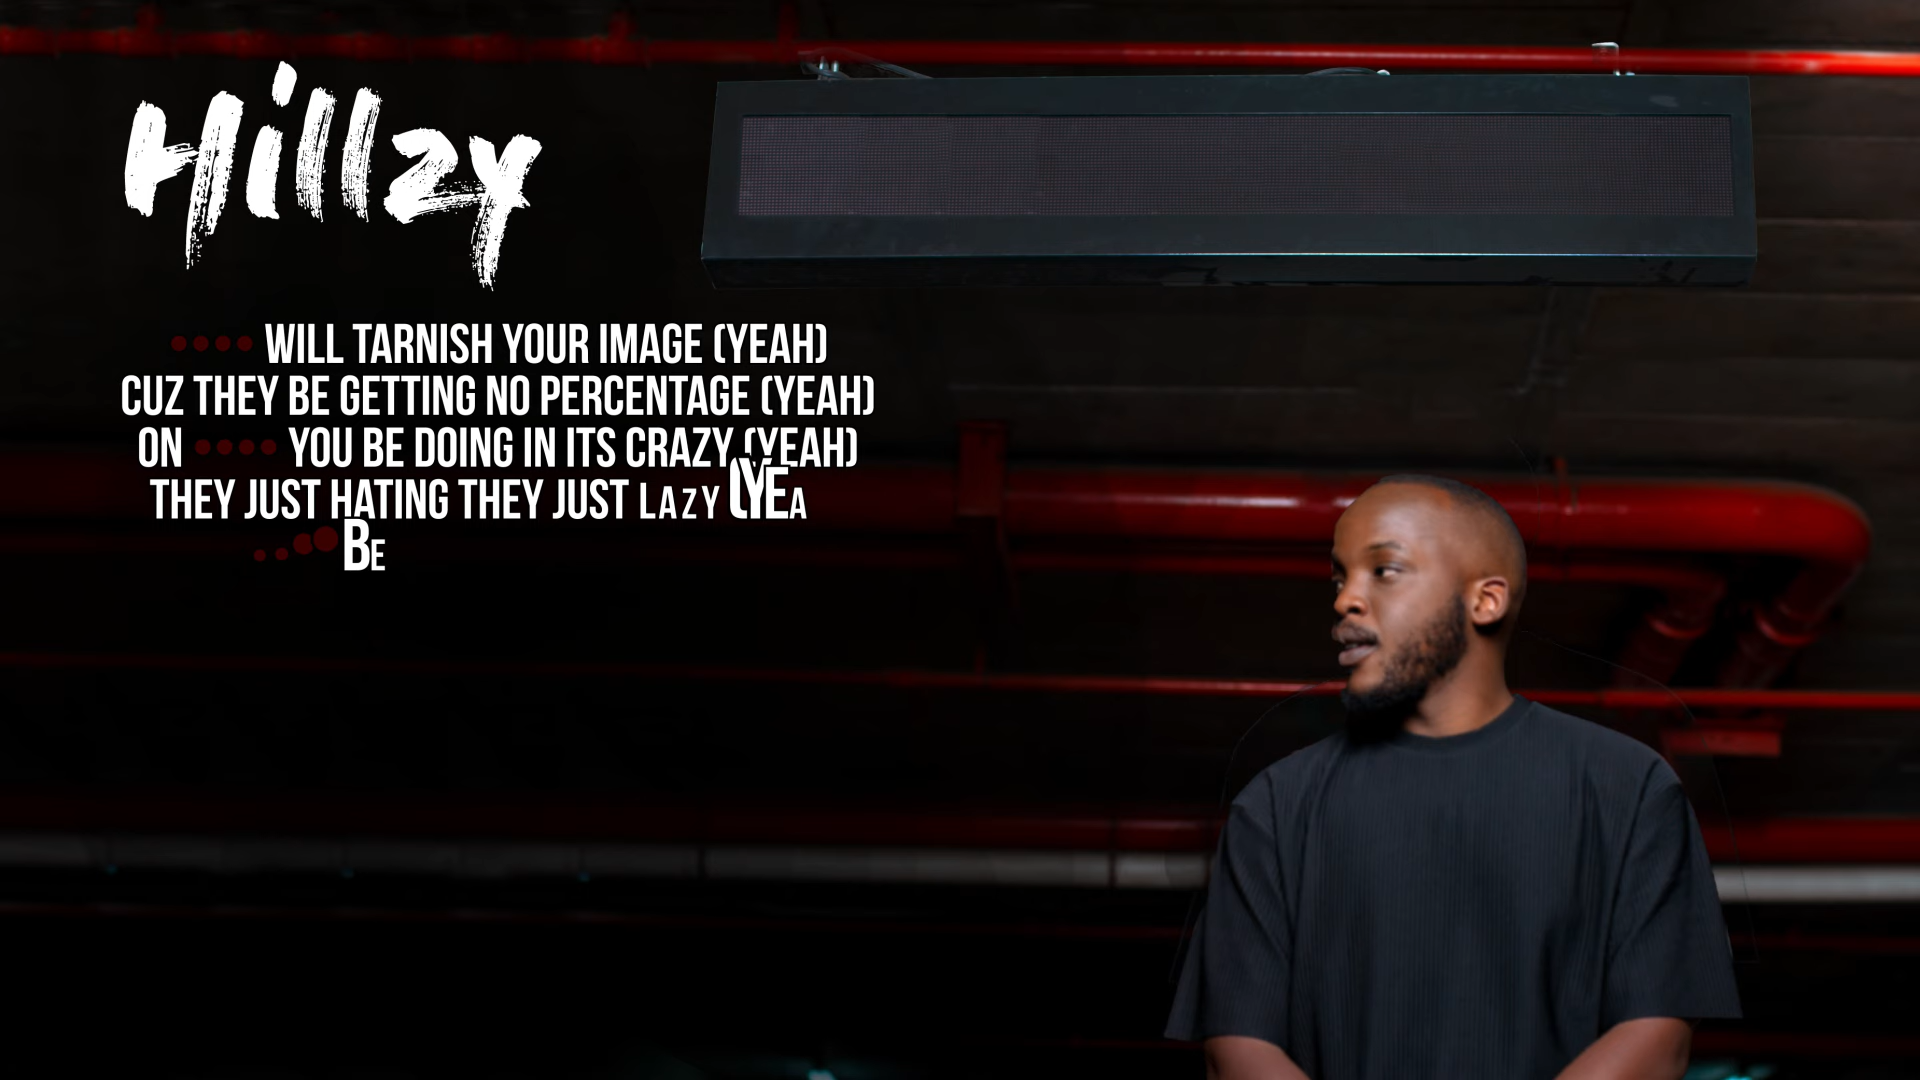 Hillzy
•••• WILL TARNISH YOUR IMAGE (YEAH)
CUZ THEY BE GETTING NO PERCENTAGE (YEAH)
ON •••• YOU BE DOING IN ITS CRAZY (YEAH)
THEY JUST HATING THEY JUST LAZY (YEA
•••• BE